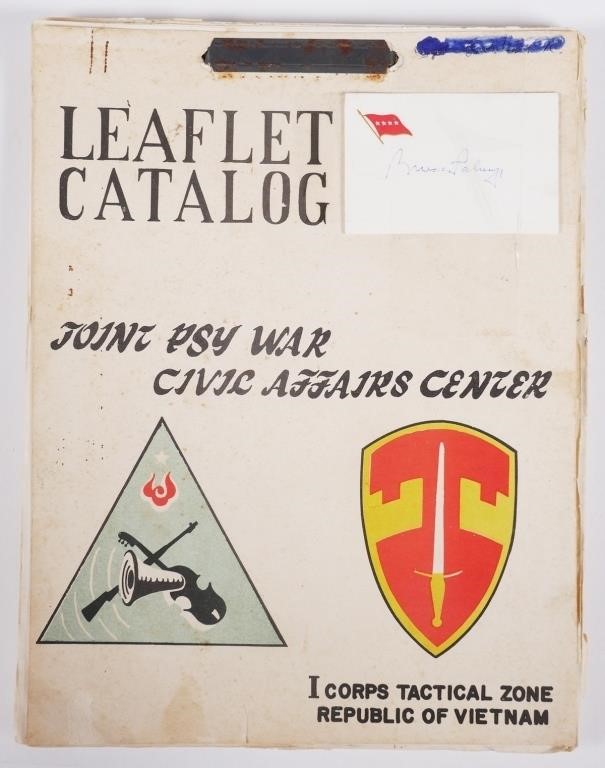 LEAFLET
CATALOG
JOINT PSY WAR
CIVIL AFFAIRS CENTER
I CORPS TACTICAL ZONE
REPUBLIC OF VIETNAM